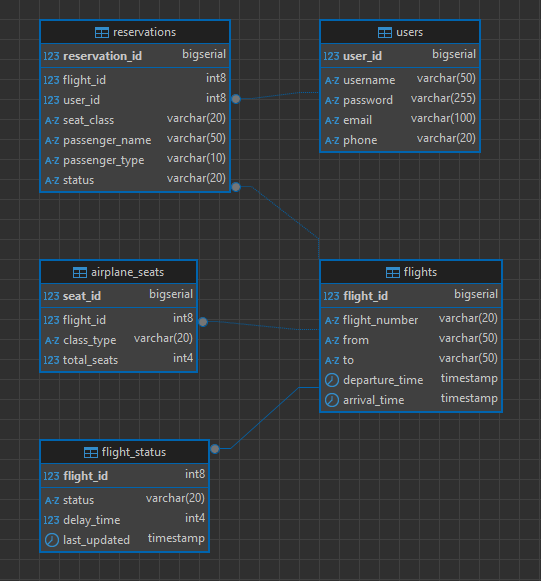 reservations
123 reservation_id bigserial
123 flight_id int8
123 user_id int8
A-Z seat_class varchar(20)
A-Z passenger_name varchar(50)
A-Z passenger_type varchar(10)
A-Z status varchar(20)
users
123 user_id bigserial
A-Z username varchar(50)
A-Z password varchar(255)
A-Z email varchar(100)
A-Z phone varchar(20)
airplane_seats
123 seat_id bigserial
123 flight_id int8
A-Z class_type varchar(20)
123 total_seats int4
flights
123 flight_id bigserial
A-Z flight_number varchar(20)
A-Z from varchar(50)
A-Z to varchar(50)
departure_time timestamp
arrival_time timestamp
flight_status
123 flight_id int8
A-Z status varchar(20)
123 delay_time int4
last_updated timestamp